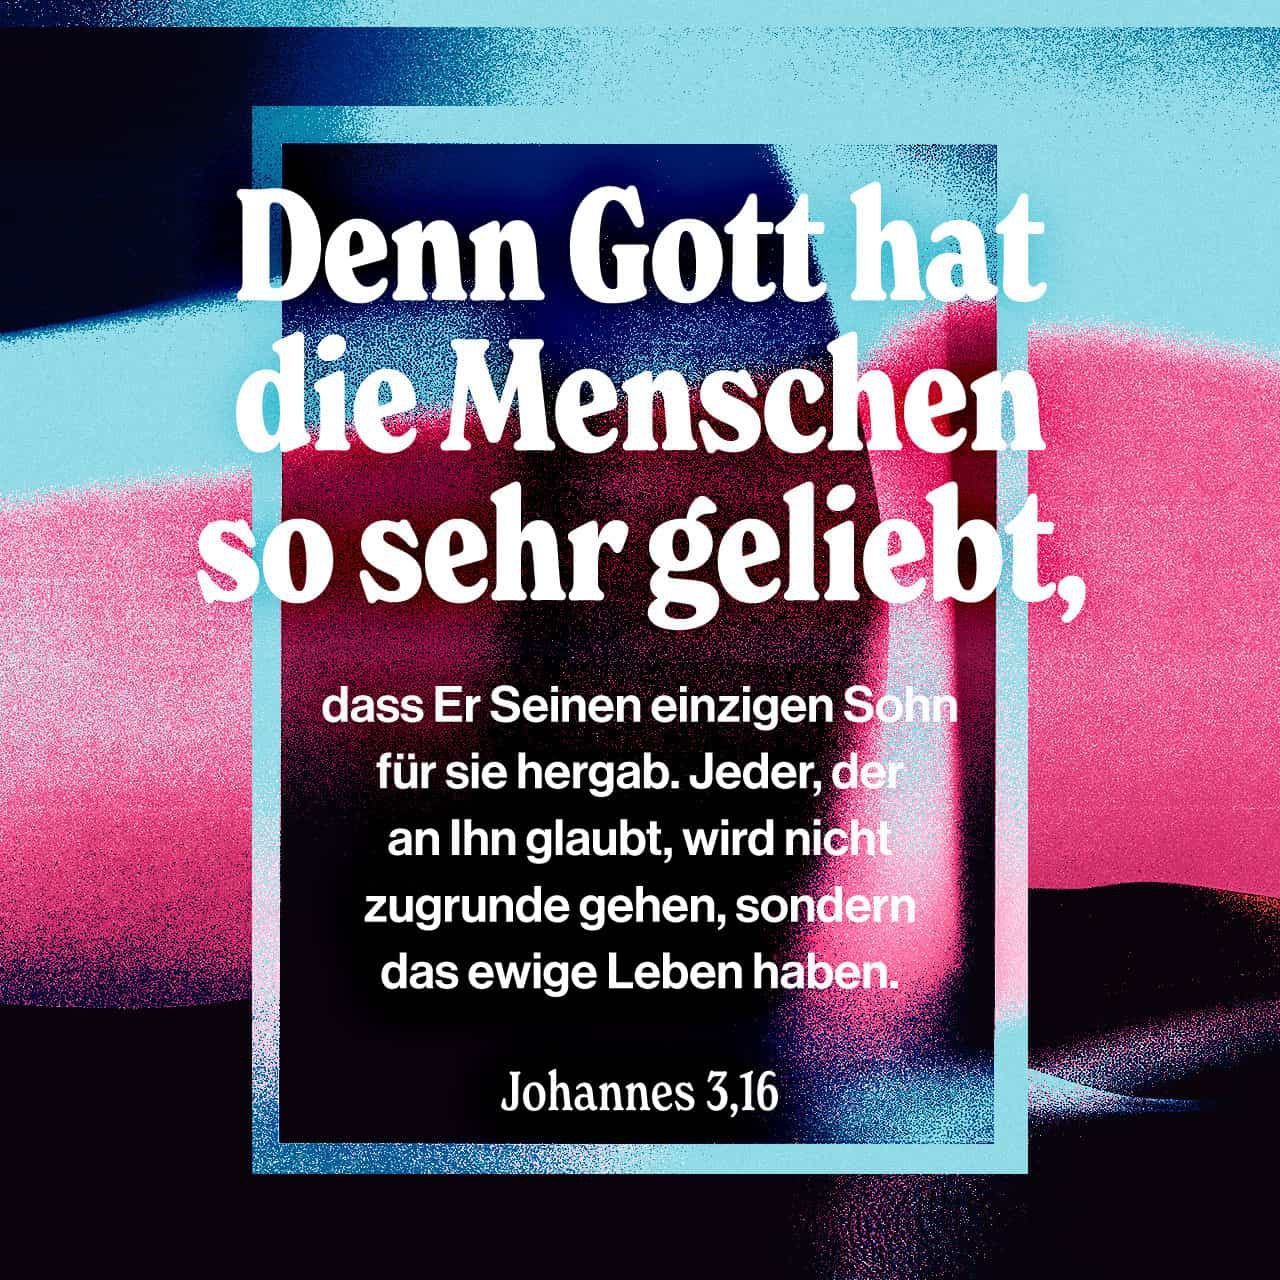 Denn Gott hat
die Menschen
so sehr geliebt,
dass Er Seinen einzigen Sohn
für sie hergab. Jeder, der
an Ihn glaubt, wird nicht
zugrunde gehen, sondern
das ewige Leben haben.
Johannes 3,16